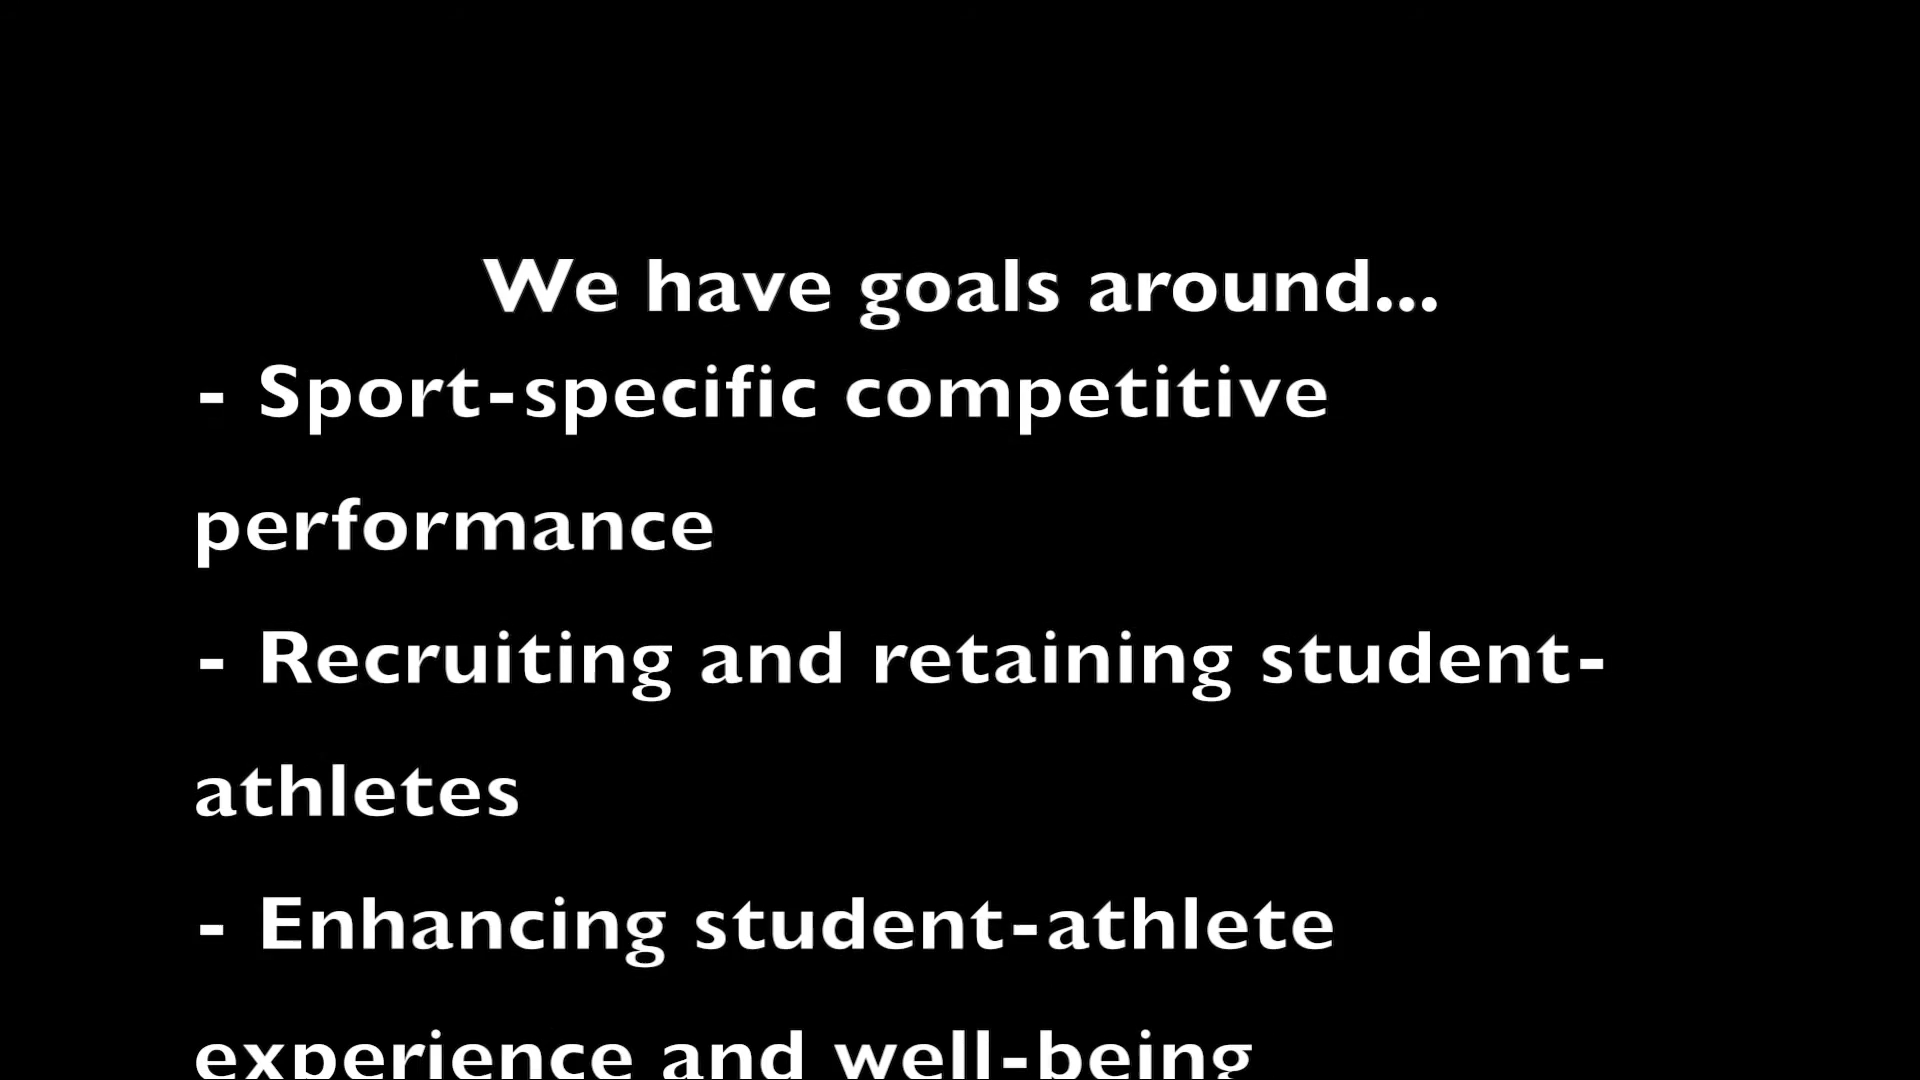 We have goals around...
- Sport-specific competitive
performance
- Recruiting and retaining student-
athletes
- Enhancing student-athlete
experience and well-being